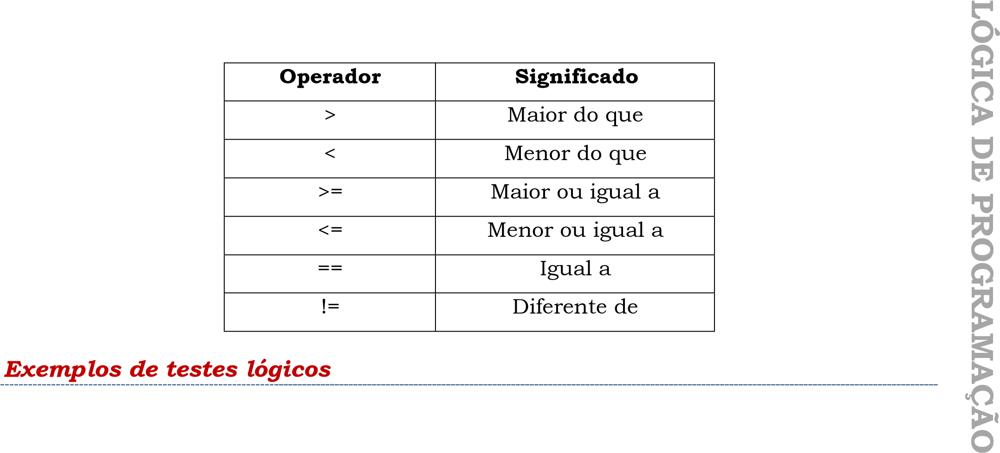 Operador Significado
> Maior do que
< Menor do que
>= Maior ou igual a
<= Menor ou igual a
== Igual a
!= Diferente de
Exemplos de testes lógicos
LÓGICA DE PROGRAMAÇÃO